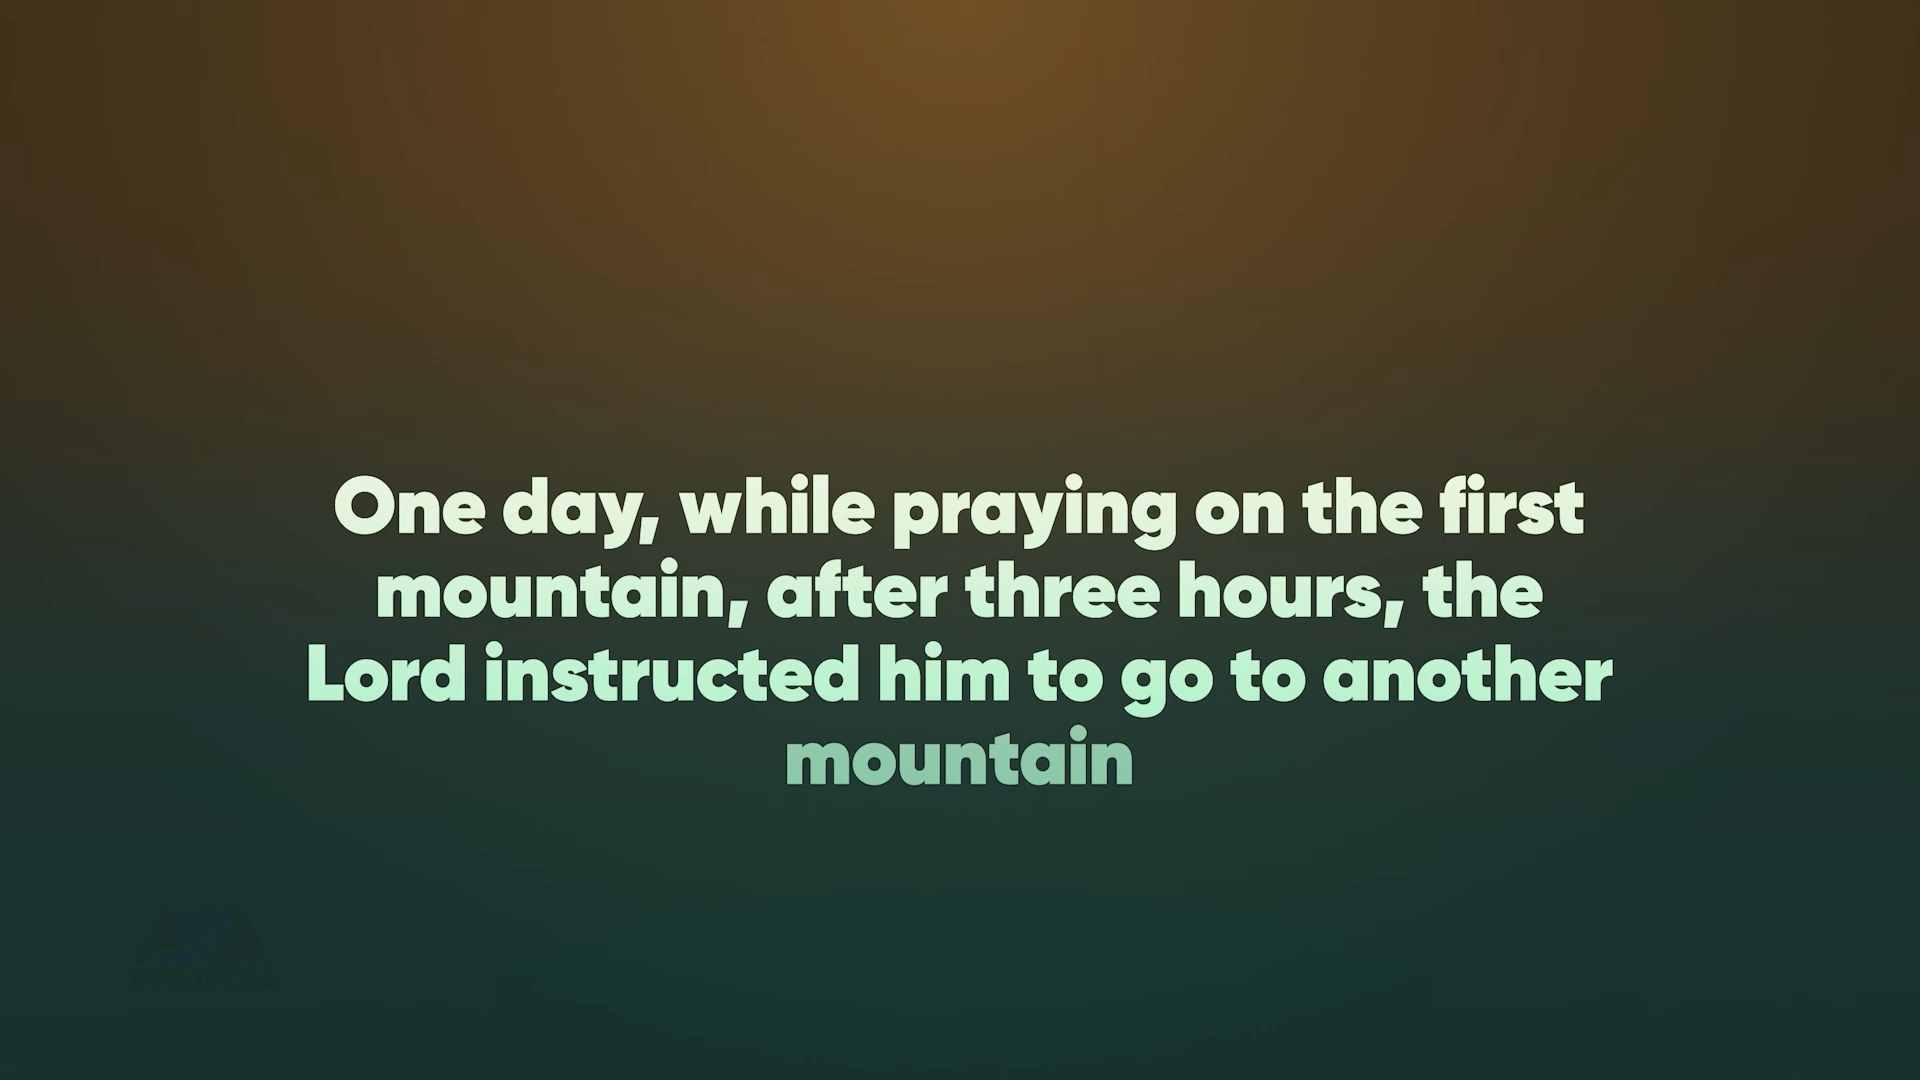 One day, while praying on the first
mountain, after three hours, the
Lord instructed him to go to another
mountain